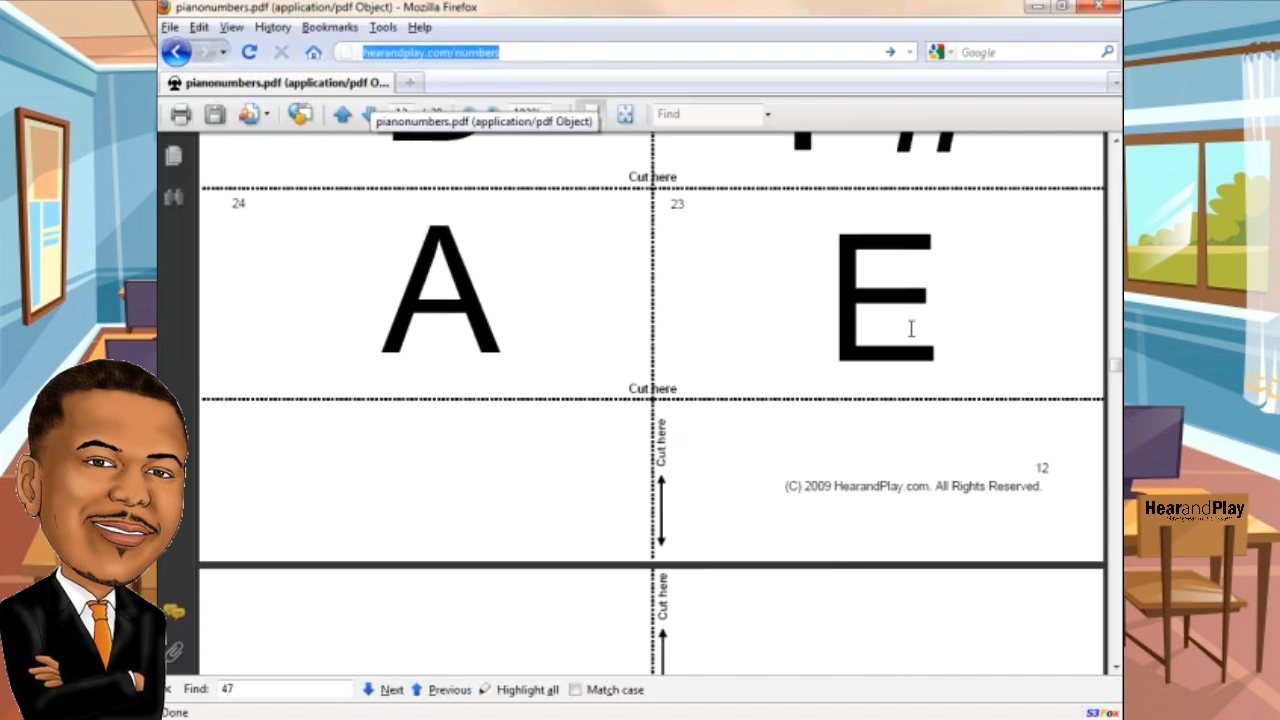 pianonumbers.pdf (application/pdf Object) - Mozilla Firefox
File Edit View History Bookmarks Tools Help
hearandplay.com/numbers
Google
pianonumbers.pdf (application/pdf O...
Find
pianonumbers.pdf (application/pdf Object)
Cut here
24
23
A
E
Cut here
Cut here
12
(C) 2009 HearandPlay.com. All Rights Reserved.
HearandPlay
Cut here
x Find: 47 Next Previous Highlight all Match case
Done
S3Fox